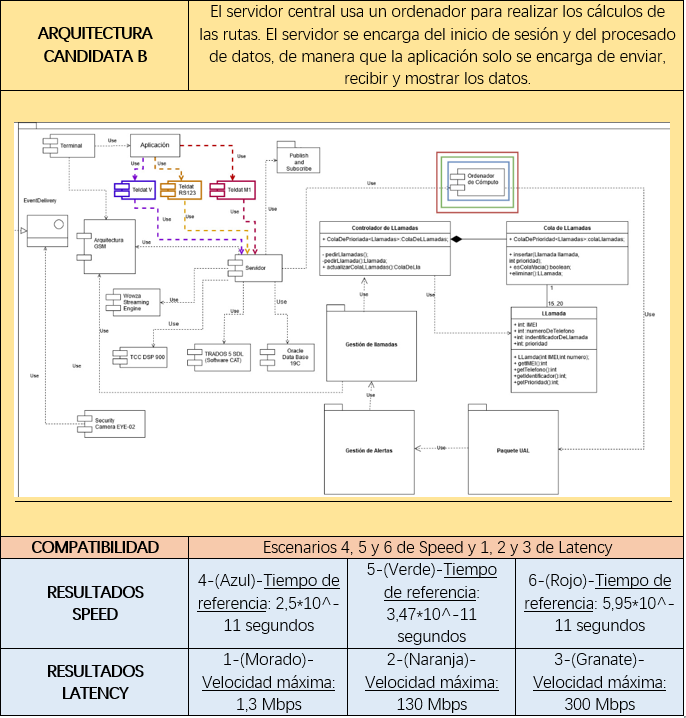 ARQUITECTURA
CANDIDATA B
El servidor central usa un ordenador para realizar los cálculos de
las rutas. El servidor se encarga del inicio de sesión y del procesado
de datos, de manera que la aplicación solo se encarga de enviar,
recibir y mostrar los datos.
Terminal
Use
Aplicación
Use
Use
Use
Use
Publish
and
Subscribe
Teldat V
Teldat
RS123
Teldat M1
Ordenador
de Cómputo
Use
Use
EventDelivery
Use
Arquitectura
GSM
Use
Use
Use
Servidor
Controlador de LLamadas
+ ColaDePrioriada<Llamadas>:ColaDeLLamadas;
- pedirLlamadas();
-pedirLlamada():Llamada;
+ actualizarColaLLamadas():ColaDeLla
Cola de LLamadas
+ ColaDePrioridad<Llamadas> colaLlamadas;
+ insertar(Llamada llamada,
int prioridad);
+ esColaVacia():boolean;
+eliminar():LLamada;
1
15..20
LLamada
+ int IMEI
+ int numeroDeTelefono
+ int indentificadorDeLlamada
+int prioridad
+ LLamda(int IMEI,int numero);
+ getIMEI():int
+getTelefono():int
+getIdentificador():int;
+getPrioridad():int;
Wowza
Streaming
Engine
Use
Use
TCC DSP 900
Use
TRADOS 5 SDL
(Software CAT)
Use
Oracle
Data Base
19C
Use
Use
Use
Use
Gestión de llamadas
Use
Security
Camera EYE-02
Use
Gestión de Alertas
Use
Paquete UAL
Use
COMPATIBILIDAD
Escenarios 4, 5 y 6 de Speed y 1, 2 y 3 de Latency
RESULTADOS
SPEED
4-(Azul)-Tiempo de
referencia: 2,5*10^-
11 segundos
5-(Verde)-Tiempo
de referencia:
3,47*10^-11
segundos
6-(Rojo)-Tiempo de
referencia: 5,95*10^-
11 segundos
RESULTADOS
LATENCY
1-(Morado)-
Velocidad máxima:
1,3 Mbps
2-(Naranja)-
Velocidad máxima:
130 Mbps
3-(Granate)-
Velocidad máxima:
300 Mbps